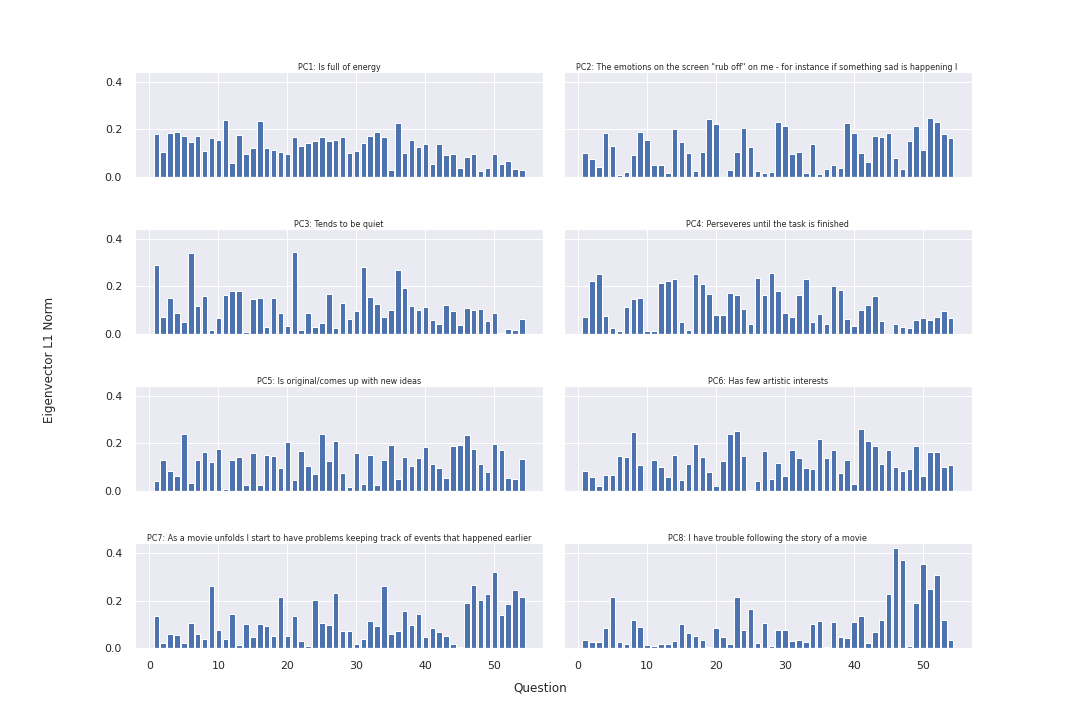 PC1: Is full of energy
PC2: The emotions on the screen "rub off" on me - for instance if something sad is happening I
0.4
0.2
0.0
PC3: Tends to be quiet
PC4: Perseveres until the task is finished
0.4
0.2
0.0
PC5: Is original/comes up with new ideas
PC6: Has few artistic interests
0.4
0.2
0.0
PC7: As a movie unfolds I start to have problems keeping track of events that happened earlier
PC8: I have trouble following the story of a movie
0.4
0.2
0.0
0 10 20 30 40 50
0 10 20 30 40 50
Eigenvector L1 Norm
Question